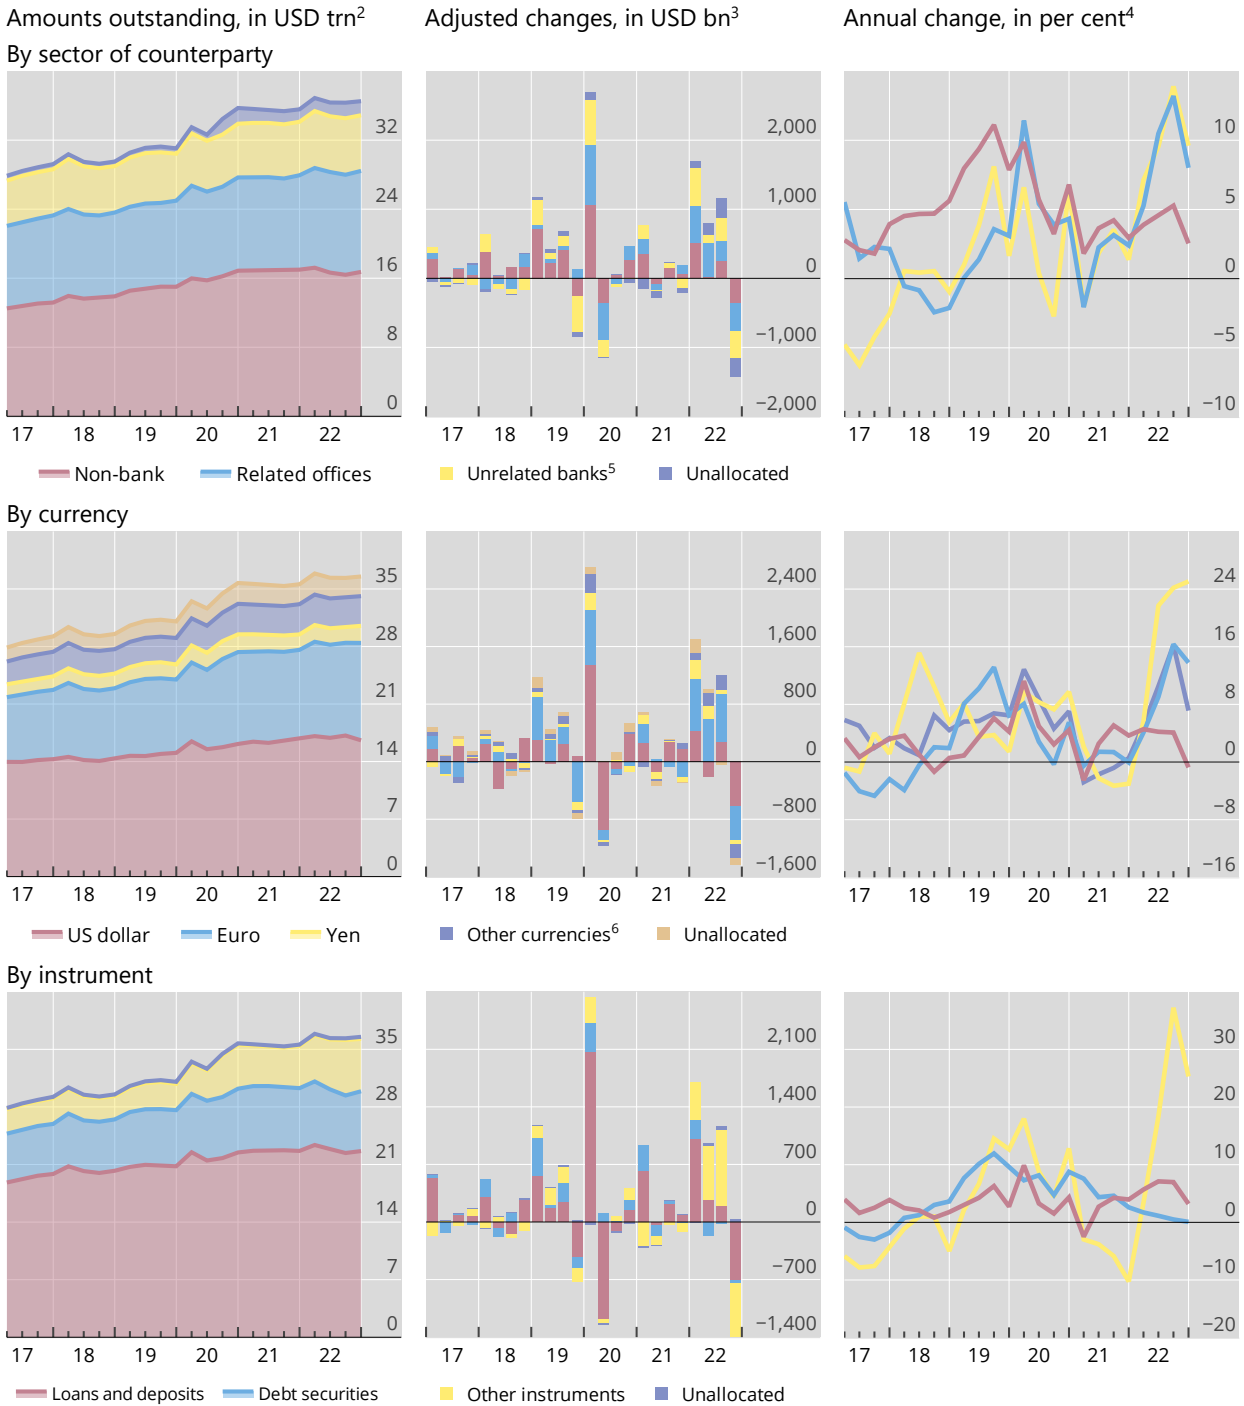 Amounts outstanding, in USD trn2
Adjusted changes, in USD bn3
Annual change, in per cent4
By sector of counterparty
32
24
16
8
0
17 18 19 20 21 22
2,000
1,000
0
−1,000
−2,000
17 18 19 20 21 22
10
5
0
−5
−10
17 18 19 20 21 22
Non-bank
Related offices
Unrelated banks5
Unallocated
By currency
35
28
21
14
7
0
17 18 19 20 21 22
2,400
1,600
800
0
−800
−1,600
17 18 19 20 21 22
24
16
8
0
−8
−16
17 18 19 20 21 22
US dollar
Euro
Yen
Other currencies6
Unallocated
By instrument
35
28
21
14
7
0
17 18 19 20 21 22
2,100
1,400
700
0
−700
−1,400
17 18 19 20 21 22
30
20
10
0
−10
−20
17 18 19 20 21 22
Loans and deposits
Debt securities
Other instruments
Unallocated